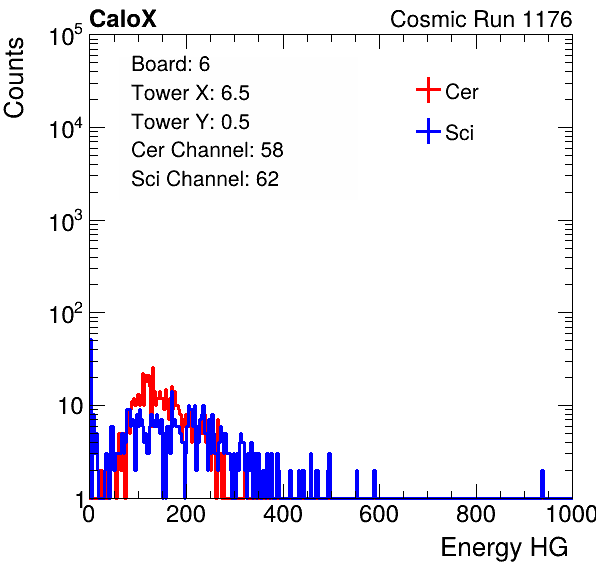 CaloX Cosmic Run 1176
Counts
Board: 6
Tower X: 6.5
Tower Y: 0.5
Cer Channel: 58
Sci Channel: 62
Cer
Sci
10^5
10^4
10^3
10^2
10
1
0 200 400 600 800 1000
Energy HG